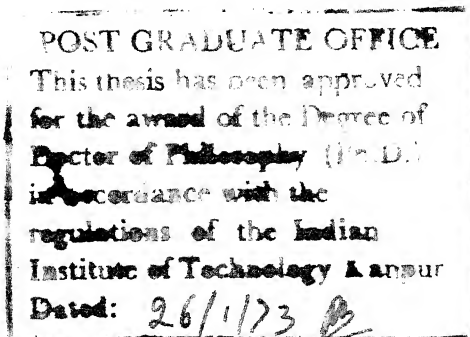 POST GRADUATE OFFICE
This thesis has been approved
for the award of the Degree of
Doctor of Philosophy (Ph.D.)
in accordance with the
regulations of the Indian
Institute of Technology Kanpur
Dated: 26/1/73